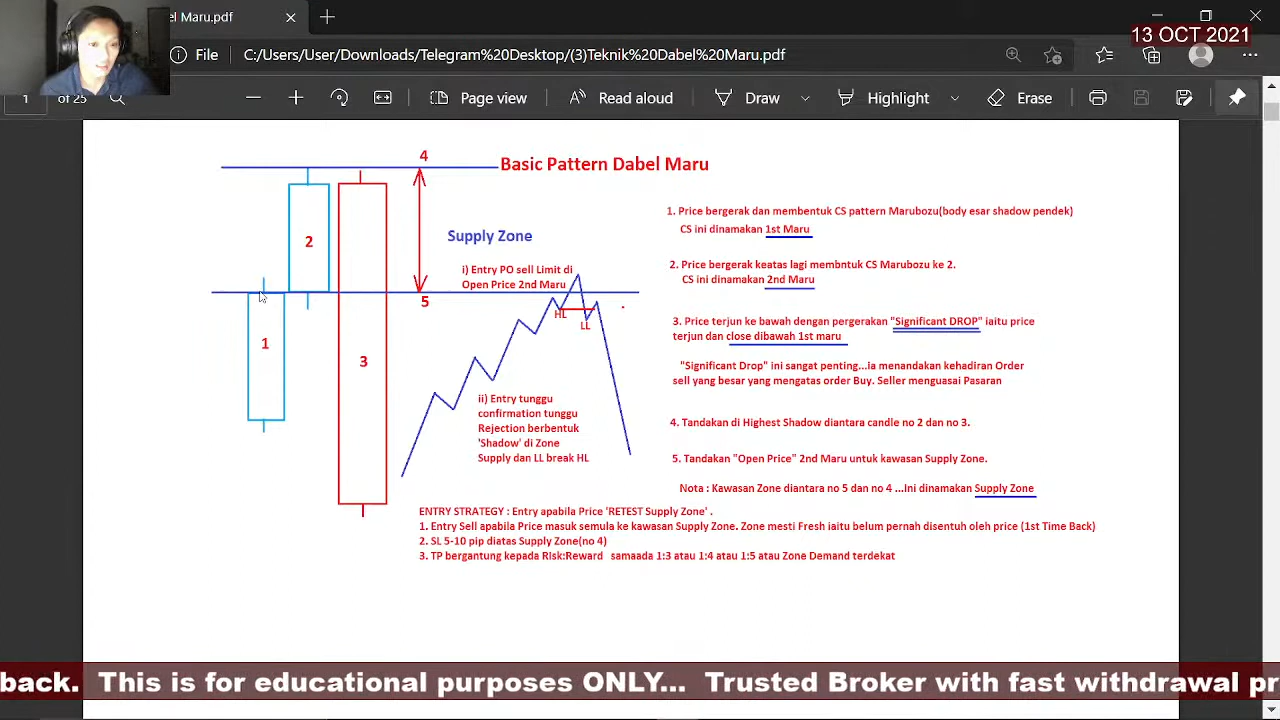 el Maru.pdf
13 OCT 2021
File
C:/Users/User/Downloads/Telegram%20Desktop/(3)Teknik%20Dabel%20Maru.pdf
1 of 25
Page view
Read aloud
Draw
Highlight
Erase
4
Basic Pattern Dabel Maru
2
Supply Zone
i) Entry PO sell Limit di
Open Price 2nd Maru
5
HL
LL
1
3
ii) Entry tunggu
confirmation tunggu
Rejection berbentuk
'Shadow' di Zone
Supply dan LL break HL
1. Price bergerak dan membentuk CS pattern Marubozu(body esar shadow pendek)
CS ini dinamakan 1st Maru
2. Price bergerak keatas lagi membntuk CS Marubozu ke 2.
CS ini dinamakan 2nd Maru
3. Price terjun ke bawah dengan pergerakan "Significant DROP" iaitu price
terjun dan close dibawah 1st maru
"Significant Drop" ini sangat penting...ia menandakan kehadiran Order
sell yang besar yang mengatas order Buy. Seller menguasai Pasaran
4. Tandakan di Highest Shadow diantara candle no 2 dan no 3.
5. Tandakan "Open Price" 2nd Maru untuk kawasan Supply Zone.
Nota : Kawasan Zone diantara no 5 dan no 4 ...Ini dinamakan Supply Zone
ENTRY STRATEGY : Entry apabila Price 'RETEST Supply Zone' .
1. Entry Sell apabila Price masuk semula ke kawasan Supply Zone. Zone mesti Fresh iaitu belum pernah disentuh oleh price (1st Time Back)
2. SL 5-10 pip diatas Supply Zone(no 4)
3. TP bergantung kepada RIsk:Reward samaada 1:3 atau 1:4 atau 1:5 atau Zone Demand terdekat
back. This is for educational purposes ONLY... Trusted Broker with fast withdrawal pr